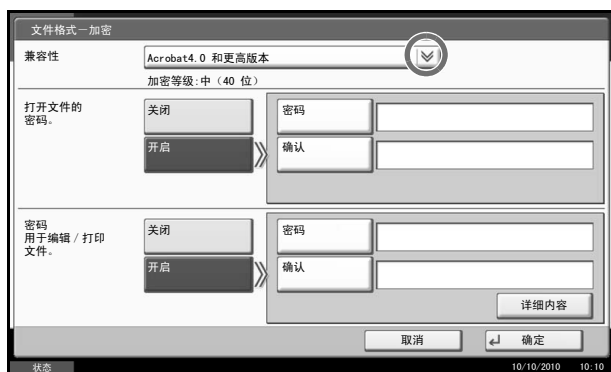 文件格式－加密
兼容性
Acrobat4.0 和更高版本
加密等级:中（40 位）
打开文件的
密码。
关闭
密码
开启
确认
密码
用于编辑 / 打印
文件。
关闭
密码
开启
确认
详细内容
取消
确定
状态
10/10/2010 10:10